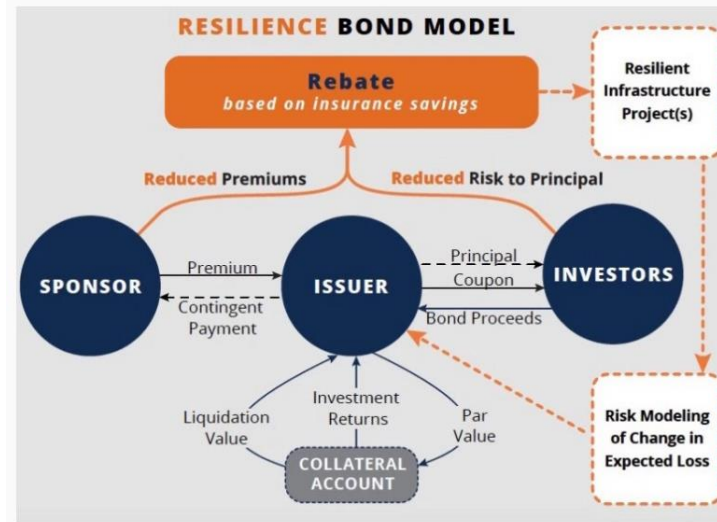 RESILIENCE BOND MODEL
Rebate
based on insurance savings
Resilient
Infrastructure
Project(s)
Reduced Premiums
Reduced Risk to Principal
SPONSOR
Premium
Contingent
Payment
ISSUER
Principal
Coupon
Bond Proceeds
INVESTORS
Liquidation
Value
Investment
Returns
Par
Value
COLLATERAL
ACCOUNT
Risk Modeling
of Change in
Expected Loss